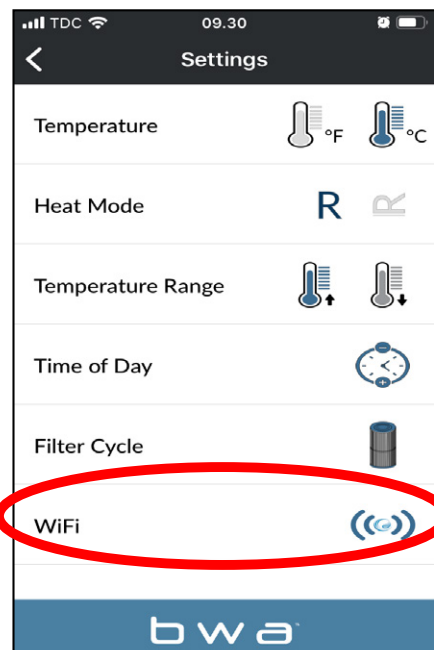 TDC 09.30
Settings
Temperature °F °C
Heat Mode R R
Temperature Range
Time of Day
Filter Cycle
WiFi
bwa